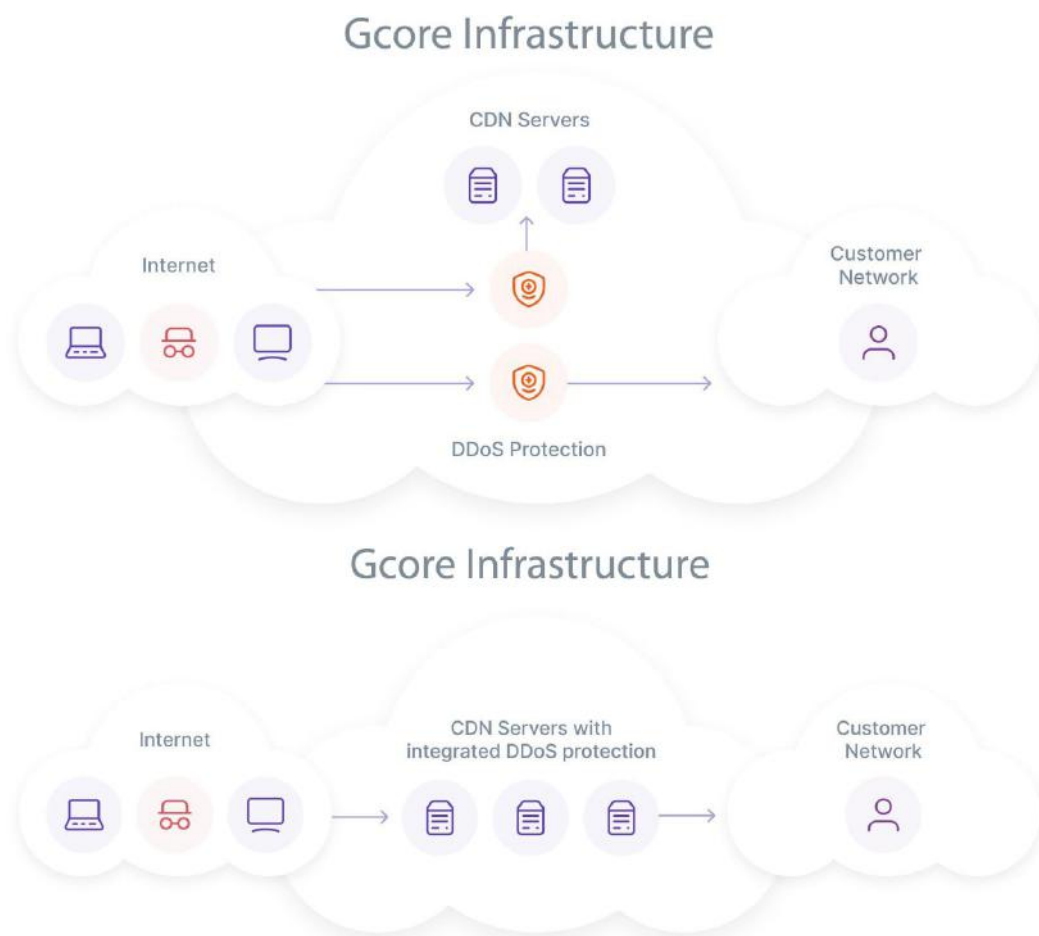 Gcore Infrastructure
CDN Servers
Internet
Customer
Network
DDoS Protection
Gcore Infrastructure
Internet
CDN Servers with
integrated DDoS protection
Customer
Network